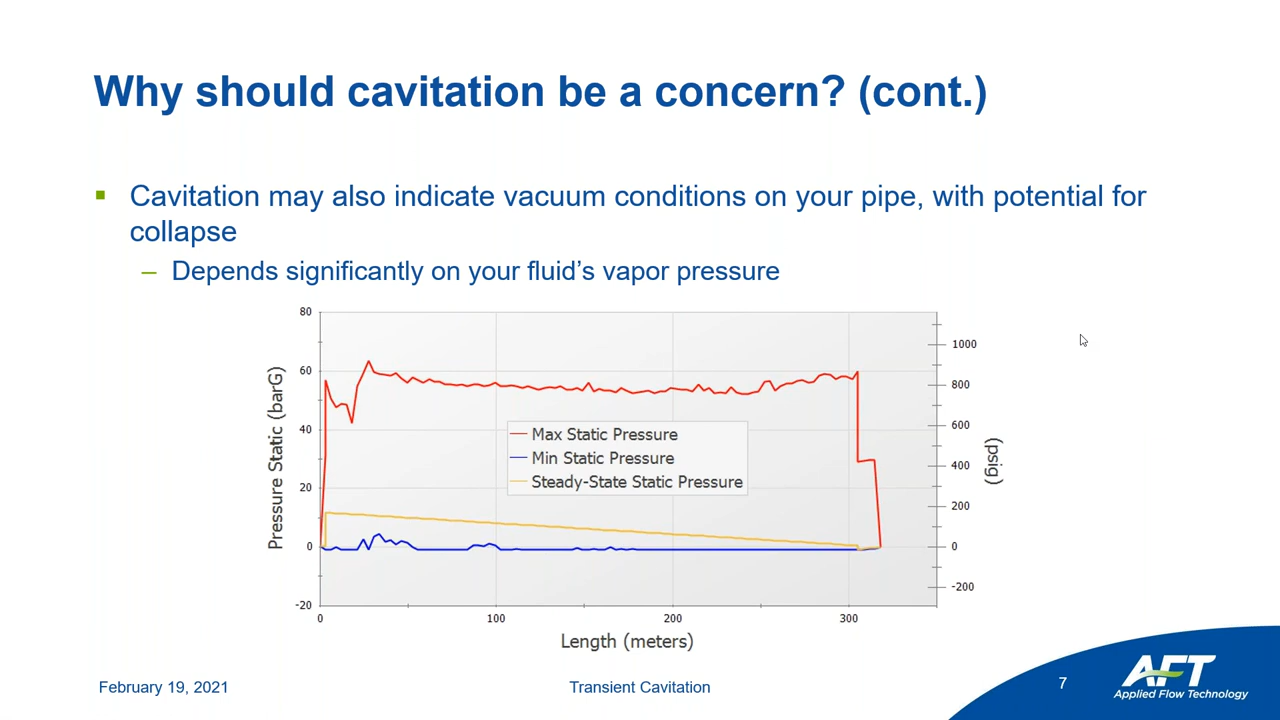 Why should cavitation be a concern? (cont.)
Cavitation may also indicate vacuum conditions on your pipe, with potential for
collapse
– Depends significantly on your fluid’s vapor pressure
80
60
40
20
0
-20
Pressure Static (barG)
Max Static Pressure
Min Static Pressure
Steady-State Static Pressure
1000
800
600
400
200
0
-200
(psig)
0
100
200
300
Length (meters)
February 19, 2021
Transient Cavitation
7
AFT
Applied Flow Technology